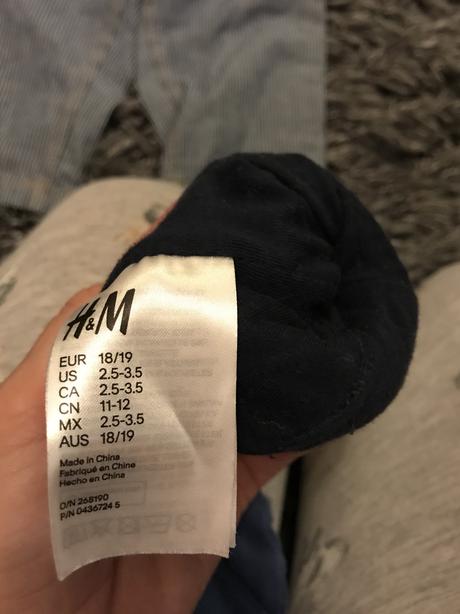 H&M
EUR 18/19
US 2.5-3.5
CA 2.5-3.5
CN 11-12
MX 2.5-3.5
AUS 18/19
Made in China
Fabriqué en Chine
Hecho en China
O/N 268190
P/N 0436724 5